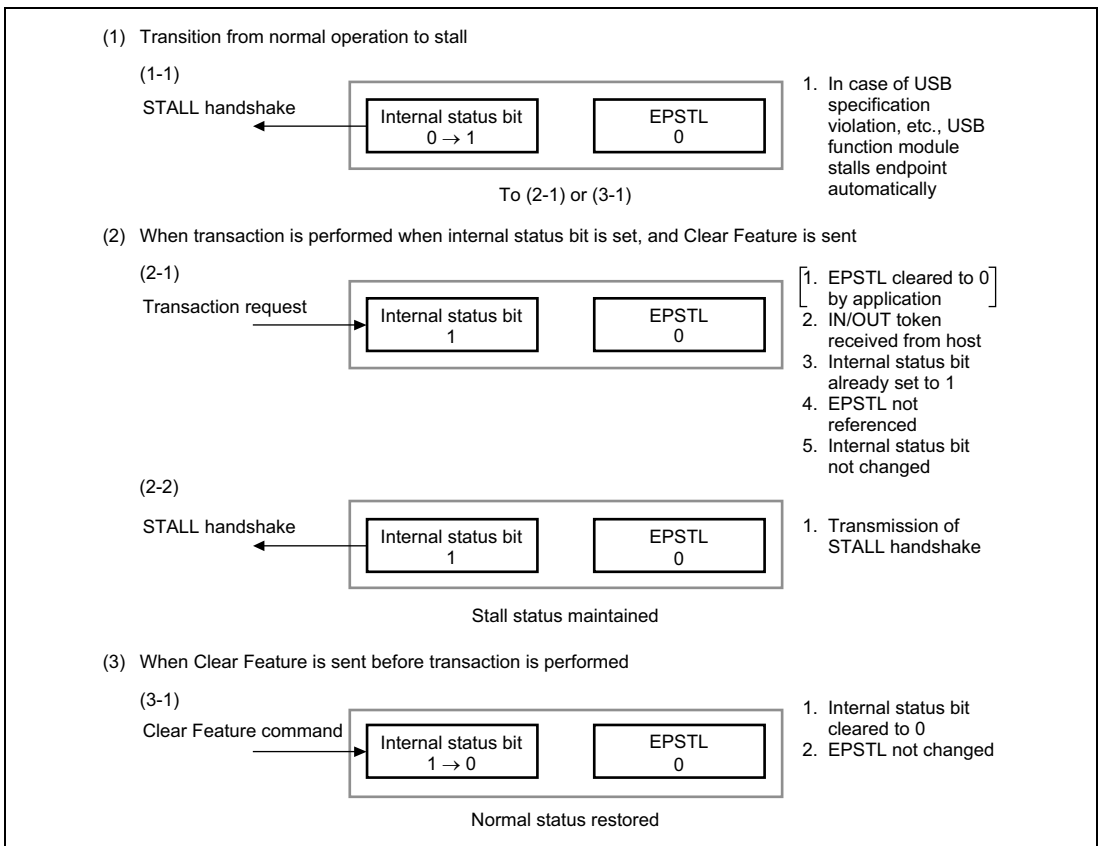 (1) Transition from normal operation to stall
(1-1)
STALL handshake
Internal status bit
0 → 1
EPSTL
0
1. In case of USB
specification
violation, etc., USB
function module
stalls endpoint
automatically
To (2-1) or (3-1)
(2) When transaction is performed when internal status bit is set, and Clear Feature is sent
(2-1)
Transaction request
Internal status bit
1
EPSTL
0
1. EPSTL cleared to 0
by application
2. IN/OUT token
received from host
3. Internal status bit
already set to 1
4. EPSTL not
referenced
5. Internal status bit
not changed
(2-2)
STALL handshake
Internal status bit
1
EPSTL
0
1. Transmission of
STALL handshake
Stall status maintained
(3) When Clear Feature is sent before transaction is performed
(3-1)
Clear Feature command
Internal status bit
1 → 0
EPSTL
0
1. Internal status bit
cleared to 0
2. EPSTL not changed
Normal status restored